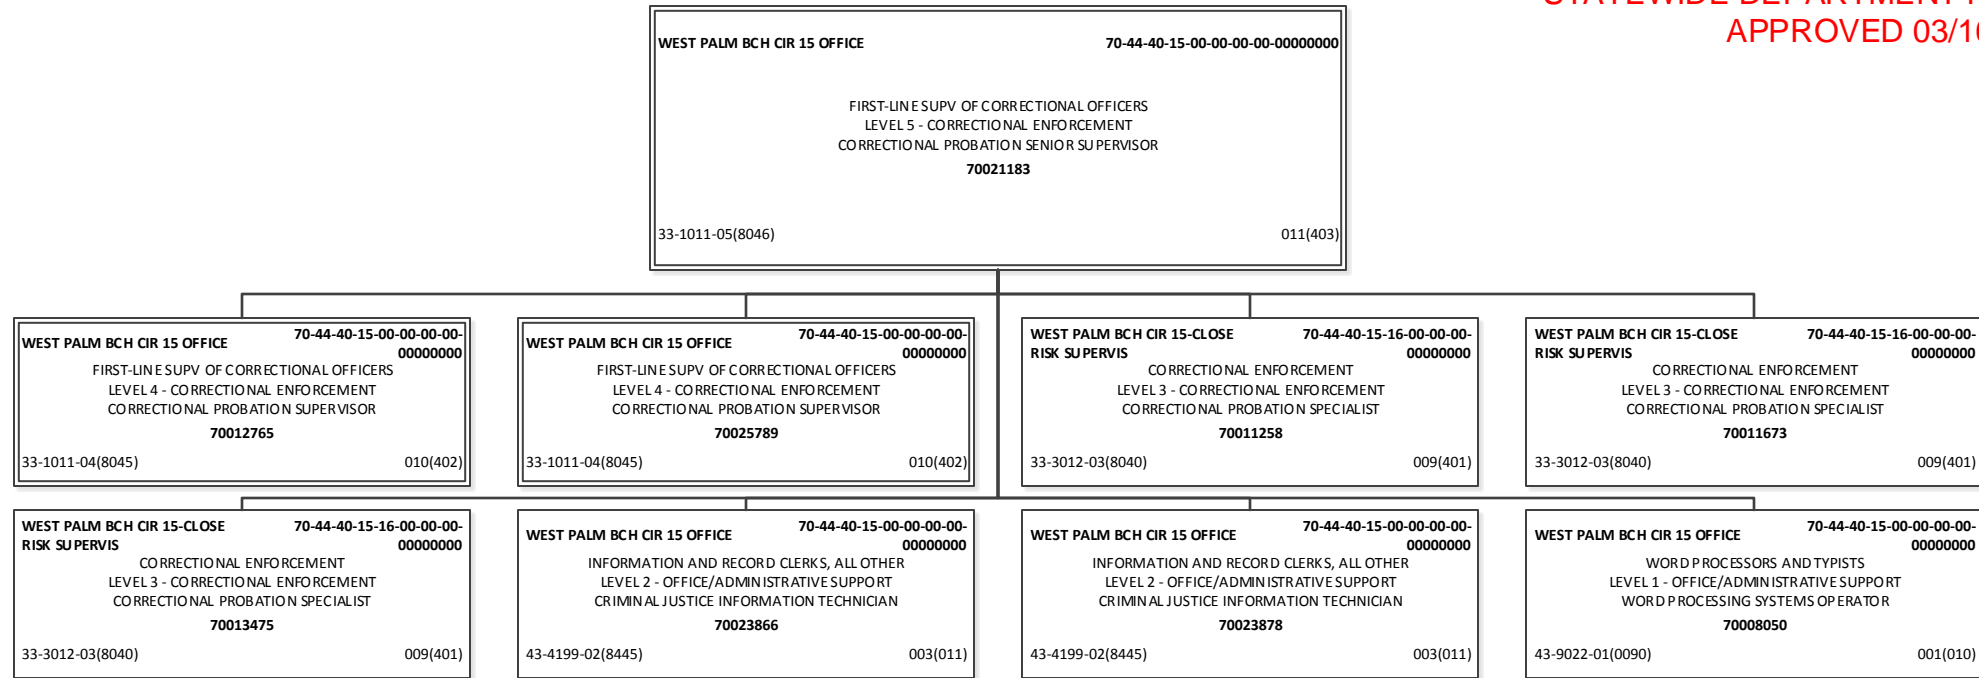 STATEWIDE DEPARTMENT
APPROVED 03/1
WEST PALM BCH CIR 15 OFFICE 70-44-40-15-00-00-00-00-00000000
FIRST-LINE SUPV OF CORRECTIONAL OFFICERS
LEVEL 5 - CORRECTIONAL ENFORCEMENT
CORRECTIONAL PROBATION SENIOR SUPERVISOR
70021183
33-1011-05(8046) 011(403)
WEST PALM BCH CIR 15 OFFICE 70-44-40-15-00-00-00-00-
00000000
FIRST-LINE SUPV OF CORRECTIONAL OFFICERS
LEVEL 4 - CORRECTIONAL ENFORCEMENT
CORRECTIONAL PROBATION SUPERVISOR
70012765
33-1011-04(8045) 010(402)
WEST PALM BCH CIR 15 OFFICE 70-44-40-15-00-00-00-00-
00000000
FIRST-LINE SUPV OF CORRECTIONAL OFFICERS
LEVEL 4 - CORRECTIONAL ENFORCEMENT
CORRECTIONAL PROBATION SUPERVISOR
70025789
33-1011-04(8045) 010(402)
WEST PALM BCH CIR 15-CLOSE 70-44-40-15-16-00-00-00-
RISK SUPERVIS 00000000
CORRECTIONAL ENFORCEMENT
LEVEL 3 - CORRECTIONAL ENFORCEMENT
CORRECTIONAL PROBATION SPECIALIST
70011258
33-3012-03(8040) 009(401)
WEST PALM BCH CIR 15-CLOSE 70-44-40-15-16-00-00-00-
RISK SUPERVIS 00000000
CORRECTIONAL ENFORCEMENT
LEVEL 3 - CORRECTIONAL ENFORCEMENT
CORRECTIONAL PROBATION SPECIALIST
70011673
33-3012-03(8040) 009(401)
WEST PALM BCH CIR 15-CLOSE 70-44-40-15-16-00-00-00-
RISK SUPERVIS 00000000
CORRECTIONAL ENFORCEMENT
LEVEL 3 - CORRECTIONAL ENFORCEMENT
CORRECTIONAL PROBATION SPECIALIST
70013475
33-3012-03(8040) 009(401)
WEST PALM BCH CIR 15 OFFICE 70-44-40-15-00-00-00-00-
00000000
INFORMATION AND RECORD CLERKS, ALL OTHER
LEVEL 2 - OFFICE/ADMINISTRATIVE SUPPORT
CRIMINAL JUSTICE INFORMATION TECHNICIAN
70023866
43-4199-02(8445) 003(011)
WEST PALM BCH CIR 15 OFFICE 70-44-40-15-00-00-00-00-
00000000
INFORMATION AND RECORD CLERKS, ALL OTHER
LEVEL 2 - OFFICE/ADMINISTRATIVE SUPPORT
CRIMINAL JUSTICE INFORMATION TECHNICIAN
70023878
43-4199-02(8445) 003(011)
WEST PALM BCH CIR 15 OFFICE 70-44-40-15-00-00-00-00-
00000000
WORD PROCESSORS AND TYPISTS
LEVEL 1 - OFFICE/ADMINISTRATIVE SUPPORT
WORD PROCESSING SYSTEMS OPERATOR
70008050
43-9022-01(0090) 001(010)